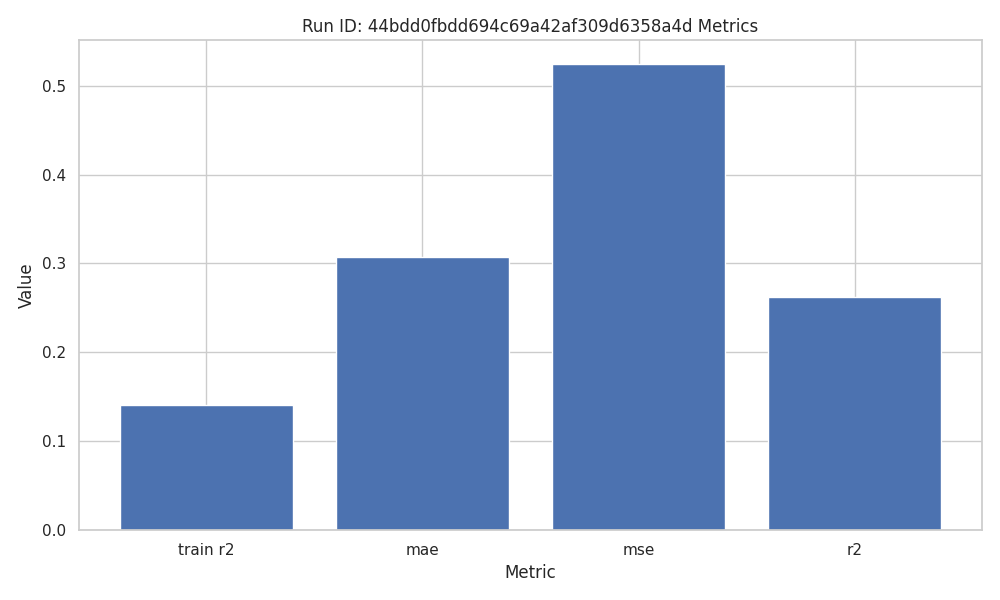 Run ID: 44bdd0fbdd694c69a42af309d6358a4d Metrics
0.5
0.4
0.3
0.2
0.1
0.0
Value
train r2
mae
mse
r2
Metric